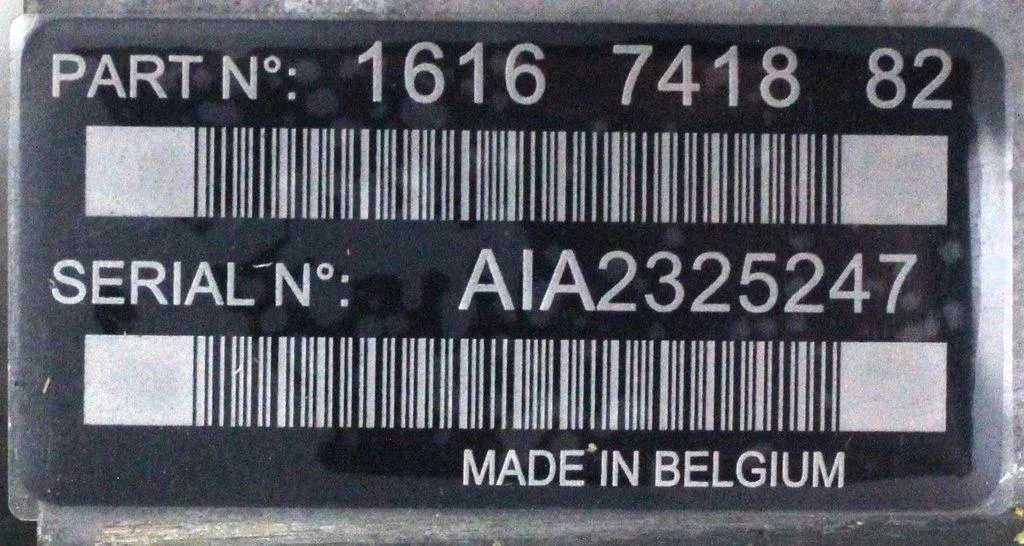 PART N°: 1616 7418 82
SERIAL N°: AIA2325247
MADE IN BELGIUM